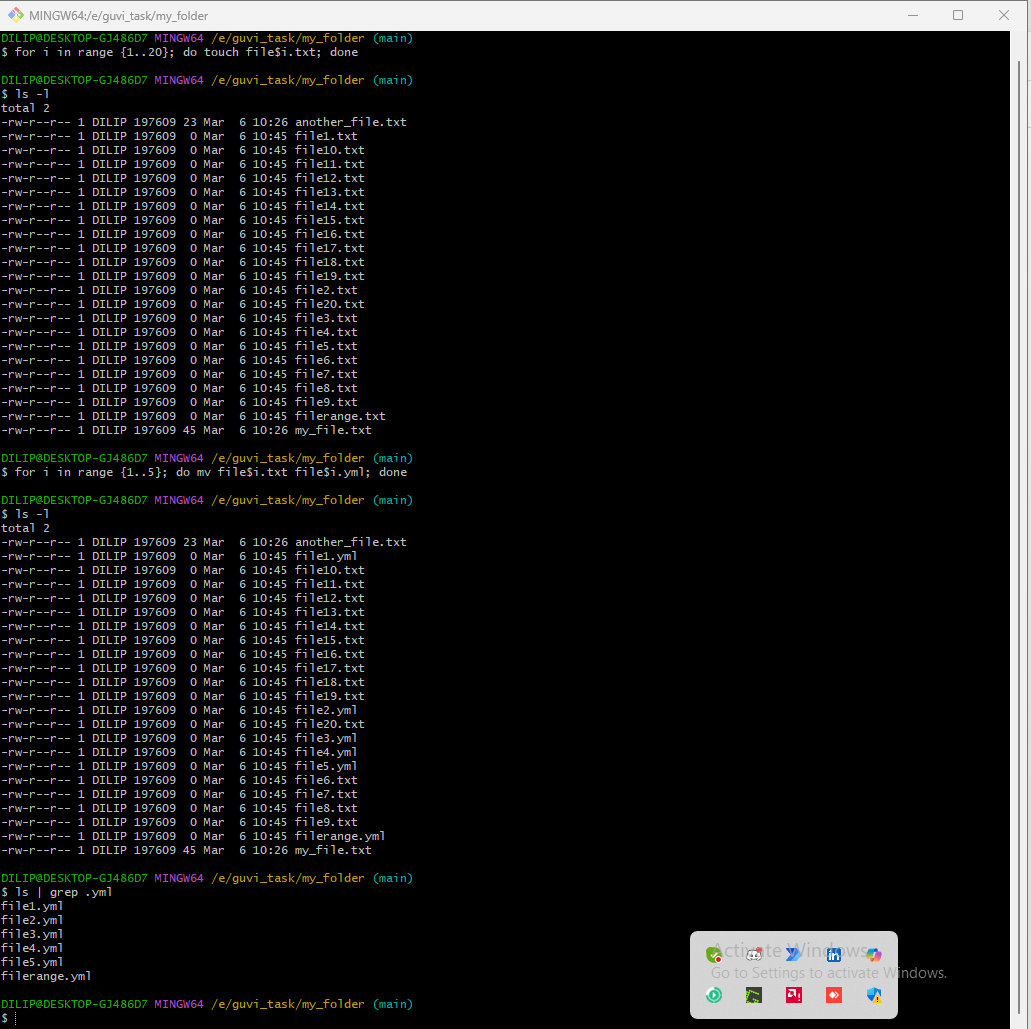 MINGW64:/e/guvi_task/my_folder
DILIP@DESKTOP-GJ486D7 MINGW64 /e/guvi_task/my_folder (main)
$ for i in range {1..20}; do touch file$i.txt; done
DILIP@DESKTOP-GJ486D7 MINGW64 /e/guvi_task/my_folder (main)
$ ls -l
total 2
-rw-r--r-- 1 DILIP 197609 23 Mar  6 10:26 another_file.txt
-rw-r--r-- 1 DILIP 197609  0 Mar  6 10:45 file1.txt
-rw-r--r-- 1 DILIP 197609  0 Mar  6 10:45 file10.txt
-rw-r--r-- 1 DILIP 197609  0 Mar  6 10:45 file11.txt
-rw-r--r-- 1 DILIP 197609  0 Mar  6 10:45 file12.txt
-rw-r--r-- 1 DILIP 197609  0 Mar  6 10:45 file13.txt
-rw-r--r-- 1 DILIP 197609  0 Mar  6 10:45 file14.txt
-rw-r--r-- 1 DILIP 197609  0 Mar  6 10:45 file15.txt
-rw-r--r-- 1 DILIP 197609  0 Mar  6 10:45 file16.txt
-rw-r--r-- 1 DILIP 197609  0 Mar  6 10:45 file17.txt
-rw-r--r-- 1 DILIP 197609  0 Mar  6 10:45 file18.txt
-rw-r--r-- 1 DILIP 197609  0 Mar  6 10:45 file19.txt
-rw-r--r-- 1 DILIP 197609  0 Mar  6 10:45 file2.txt
-rw-r--r-- 1 DILIP 197609  0 Mar  6 10:45 file20.txt
-rw-r--r-- 1 DILIP 197609  0 Mar  6 10:45 file3.txt
-rw-r--r-- 1 DILIP 197609  0 Mar  6 10:45 file4.txt
-rw-r--r-- 1 DILIP 197609  0 Mar  6 10:45 file5.txt
-rw-r--r-- 1 DILIP 197609  0 Mar  6 10:45 file6.txt
-rw-r--r-- 1 DILIP 197609  0 Mar  6 10:45 file7.txt
-rw-r--r-- 1 DILIP 197609  0 Mar  6 10:45 file8.txt
-rw-r--r-- 1 DILIP 197609  0 Mar  6 10:45 file9.txt
-rw-r--r-- 1 DILIP 197609  0 Mar  6 10:45 filerange.txt
-rw-r--r-- 1 DILIP 197609 45 Mar  6 10:26 my_file.txt
DILIP@DESKTOP-GJ486D7 MINGW64 /e/guvi_task/my_folder (main)
$ for i in range {1..5}; do mv file$i.txt file$i.yml; done
DILIP@DESKTOP-GJ486D7 MINGW64 /e/guvi_task/my_folder (main)
$ ls -l
total 2
-rw-r--r-- 1 DILIP 197609 23 Mar  6 10:26 another_file.txt
-rw-r--r-- 1 DILIP 197609  0 Mar  6 10:45 file1.yml
-rw-r--r-- 1 DILIP 197609  0 Mar  6 10:45 file10.txt
-rw-r--r-- 1 DILIP 197609  0 Mar  6 10:45 file11.txt
-rw-r--r-- 1 DILIP 197609  0 Mar  6 10:45 file12.txt
-rw-r--r-- 1 DILIP 197609  0 Mar  6 10:45 file13.txt
-rw-r--r-- 1 DILIP 197609  0 Mar  6 10:45 file14.txt
-rw-r--r-- 1 DILIP 197609  0 Mar  6 10:45 file15.txt
-rw-r--r-- 1 DILIP 197609  0 Mar  6 10:45 file16.txt
-rw-r--r-- 1 DILIP 197609  0 Mar  6 10:45 file17.txt
-rw-r--r-- 1 DILIP 197609  0 Mar  6 10:45 file18.txt
-rw-r--r-- 1 DILIP 197609  0 Mar  6 10:45 file19.txt
-rw-r--r-- 1 DILIP 197609  0 Mar  6 10:45 file2.yml
-rw-r--r-- 1 DILIP 197609  0 Mar  6 10:45 file20.txt
-rw-r--r-- 1 DILIP 197609  0 Mar  6 10:45 file3.yml
-rw-r--r-- 1 DILIP 197609  0 Mar  6 10:45 file4.yml
-rw-r--r-- 1 DILIP 197609  0 Mar  6 10:45 file5.yml
-rw-r--r-- 1 DILIP 197609  0 Mar  6 10:45 file6.txt
-rw-r--r-- 1 DILIP 197609  0 Mar  6 10:45 file7.txt
-rw-r--r-- 1 DILIP 197609  0 Mar  6 10:45 file8.txt
-rw-r--r-- 1 DILIP 197609  0 Mar  6 10:45 file9.txt
-rw-r--r-- 1 DILIP 197609  0 Mar  6 10:45 filerange.yml
-rw-r--r-- 1 DILIP 197609 45 Mar  6 10:26 my_file.txt
DILIP@DESKTOP-GJ486D7 MINGW64 /e/guvi_task/my_folder (main)
$ ls | grep .yml
file1.yml
file2.yml
file3.yml
file4.yml
file5.yml
filerange.yml
DILIP@DESKTOP-GJ486D7 MINGW64 /e/guvi_task/my_folder (main)
$
Activate Windows
Go to Settings to activate Windows.